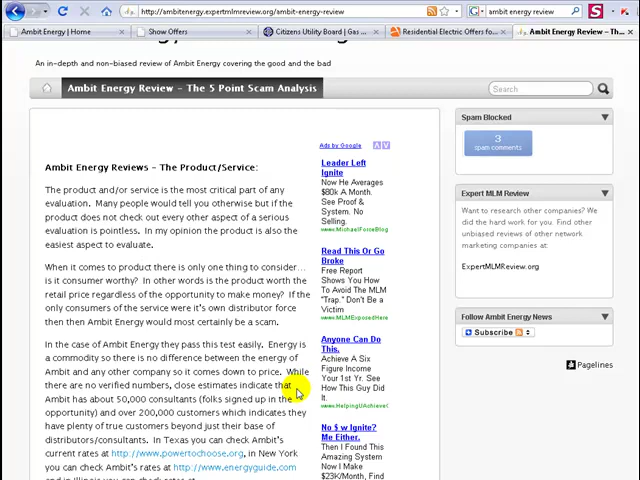 http://ambitenergy.expertmlmreview.org/ambit-energy-review
ambit energy review
Ambit Energy | Home
Show Offers
Citizens Utility Board | Gas ...
Residential Electric Offers fo...
Ambit Energy Review - Th...
An in-depth and non-biased review of Ambit Energy covering the good and the bad
Ambit Energy Review – The 5 Point Scam Analysis
Search
Ambit Energy Reviews – The Product/Service:
The product and/or service is the most critical part of any
evaluation. Many people would tell you otherwise but if the
product does not check out every other aspect of a serious
evaluation is pointless. In my opinion the product is also the
easiest aspect to evaluate.
When it comes to product there is only one thing to consider...
is it consumer worthy? In other words is the product worth the
retail price regardless of the opportunity to make money? If the
only consumers of the service were it's own distributor force
then then Ambit Energy would most certainly be a scam.
In the case of Ambit Energy they pass this test easily. Energy is
a commodity so there is no difference between the energy of
Ambit and any other company so it comes down to price. While
there are no verified numbers, close estimates indicate that
Ambit has about 50,000 consultants (folks signed up in the
opportunity) and over 200,000 customers which indicates they
have plenty of true customers beyond just their base of
distributors/consultants. In Texas you can check Ambit's
current rates at http://www.powertochoose.org, in New York
you can check Ambit's rates at http://www.energyguide.com
and in Illinois you can check rates at
Ads by Google
Leader Left
Ignite
Now He Averages
$80k A Month.
See Proof &
System. No
Selling.
www.MichaelForceBlog
Read This Or Go
Broke
Free Report
Shows You How
To Avoid The MLM
"Trap." Don't Be a
Victim
www.MLMExposedHere
Anyone Can Do
This.
Achieve A Six
Figure Income
Your 1st Yr. See
How This Guy Did
It.
www.HelpingUAchieve
No $ w Ignite?
Me Either.
Then I Found This
Amazing System
Now I Make
$23K/Month, Find
Spam Blocked
3
spam comments
Expert MLM Review
Want to research other companies? We
did the hard work for you. Find other
unbiased reviews of other network
marketing companies at:
ExpertMLMReview.org
Follow Ambit Energy News
Subscribe
Pagelines